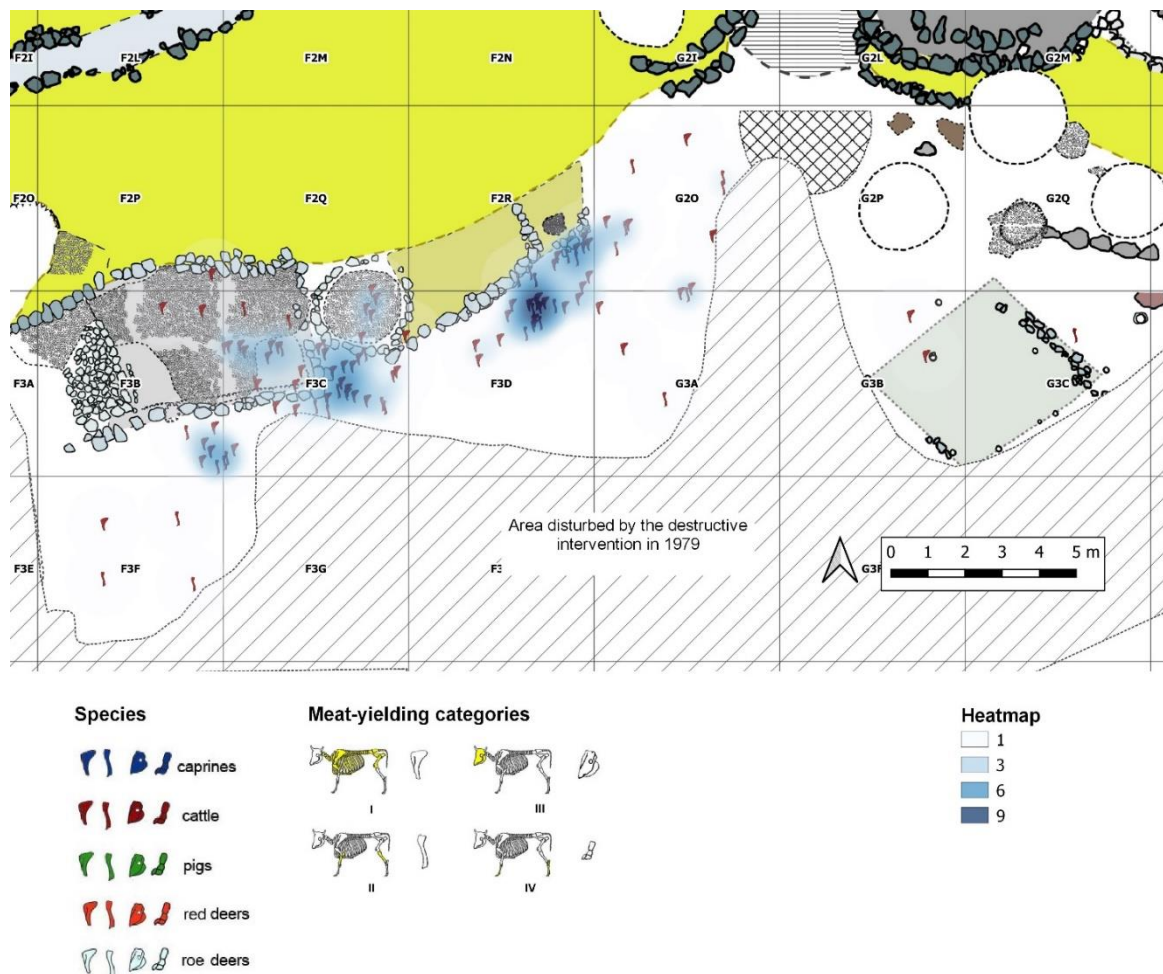 F2I F2L F2M F2N G2I G2L G2M
F2O F2P F2Q F2R G2O G2P G2Q
F3A F3B F3C F3D G3A G3B G3C
Area disturbed by the destructive
intervention in 1979
0 1 2 3 4 5 m
F3E F3F F3G
Species
caprines
cattle
pigs
red deers
roe deers
Meat-yielding categories
I
II
III
IV
Heatmap
1
3
6
9